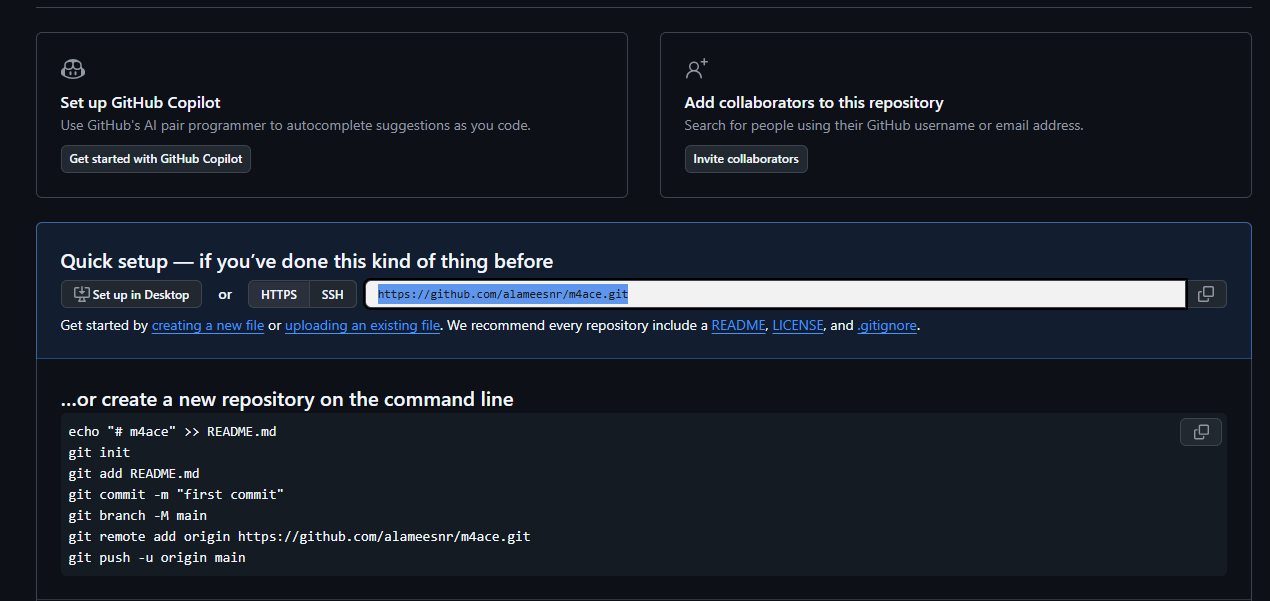 Set up GitHub Copilot
Use GitHub's AI pair programmer to autocomplete suggestions as you code.
Get started with GitHub Copilot
Add collaborators to this repository
Search for people using their GitHub username or email address.
Invite collaborators
Quick setup — if you've done this kind of thing before
Set up in Desktop or HTTPS SSH https://github.com/alameesnr/m4ace.git
Get started by creating a new file or uploading an existing file. We recommend every repository include a README, LICENSE, and .gitignore.
...or create a new repository on the command line
echo "# m4ace" >> README.md
git init
git add README.md
git commit -m "first commit"
git branch -M main
git remote add origin https://github.com/alameesnr/m4ace.git
git push -u origin main